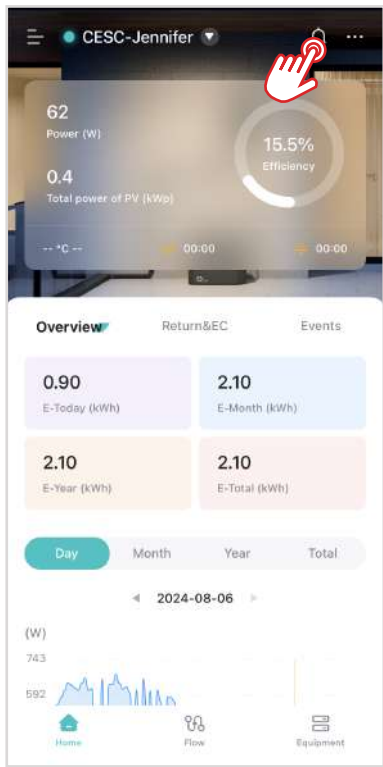 CESC-Jennifer
62
Power (W)
15.5%
Efficiency
0.4
Total power of PV (kWp)
-- °C -- 00:00 00:00
Overview Return&EC Events
0.90 2.10
E-Today (kWh) E-Month (kWh)
2.10 2.10
E-Year (kWh) E-Total (kWh)
Day Month Year Total
2024-08-06
(W)
743
592
Home Flow Equipment